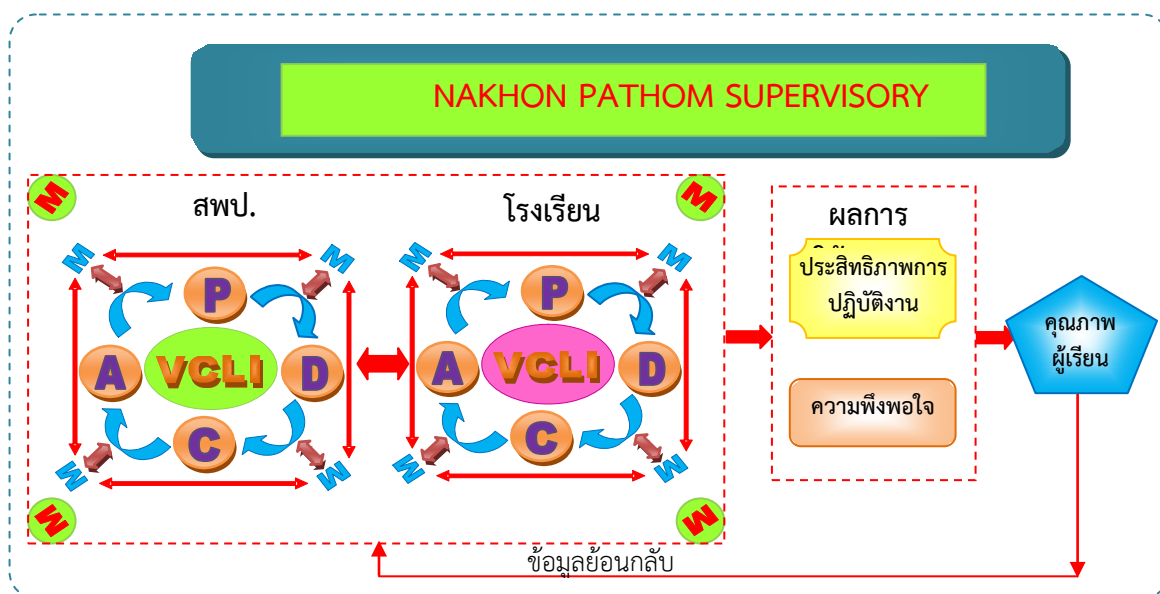 NAKHON PATHOM SUPERVISORY
M
M
สพป.
โรงเรียน
ผลการ
M
M
M
M
P
P
ประสิทธิภาพการ
ปฏิบัติงาน
คุณภาพ
ผู้เรียน
A
VCLI
D
A
VCLI
D
ความพึงพอใจ
C
C
M
M
M
M
M
M
ข้อมูลย้อนกลับ